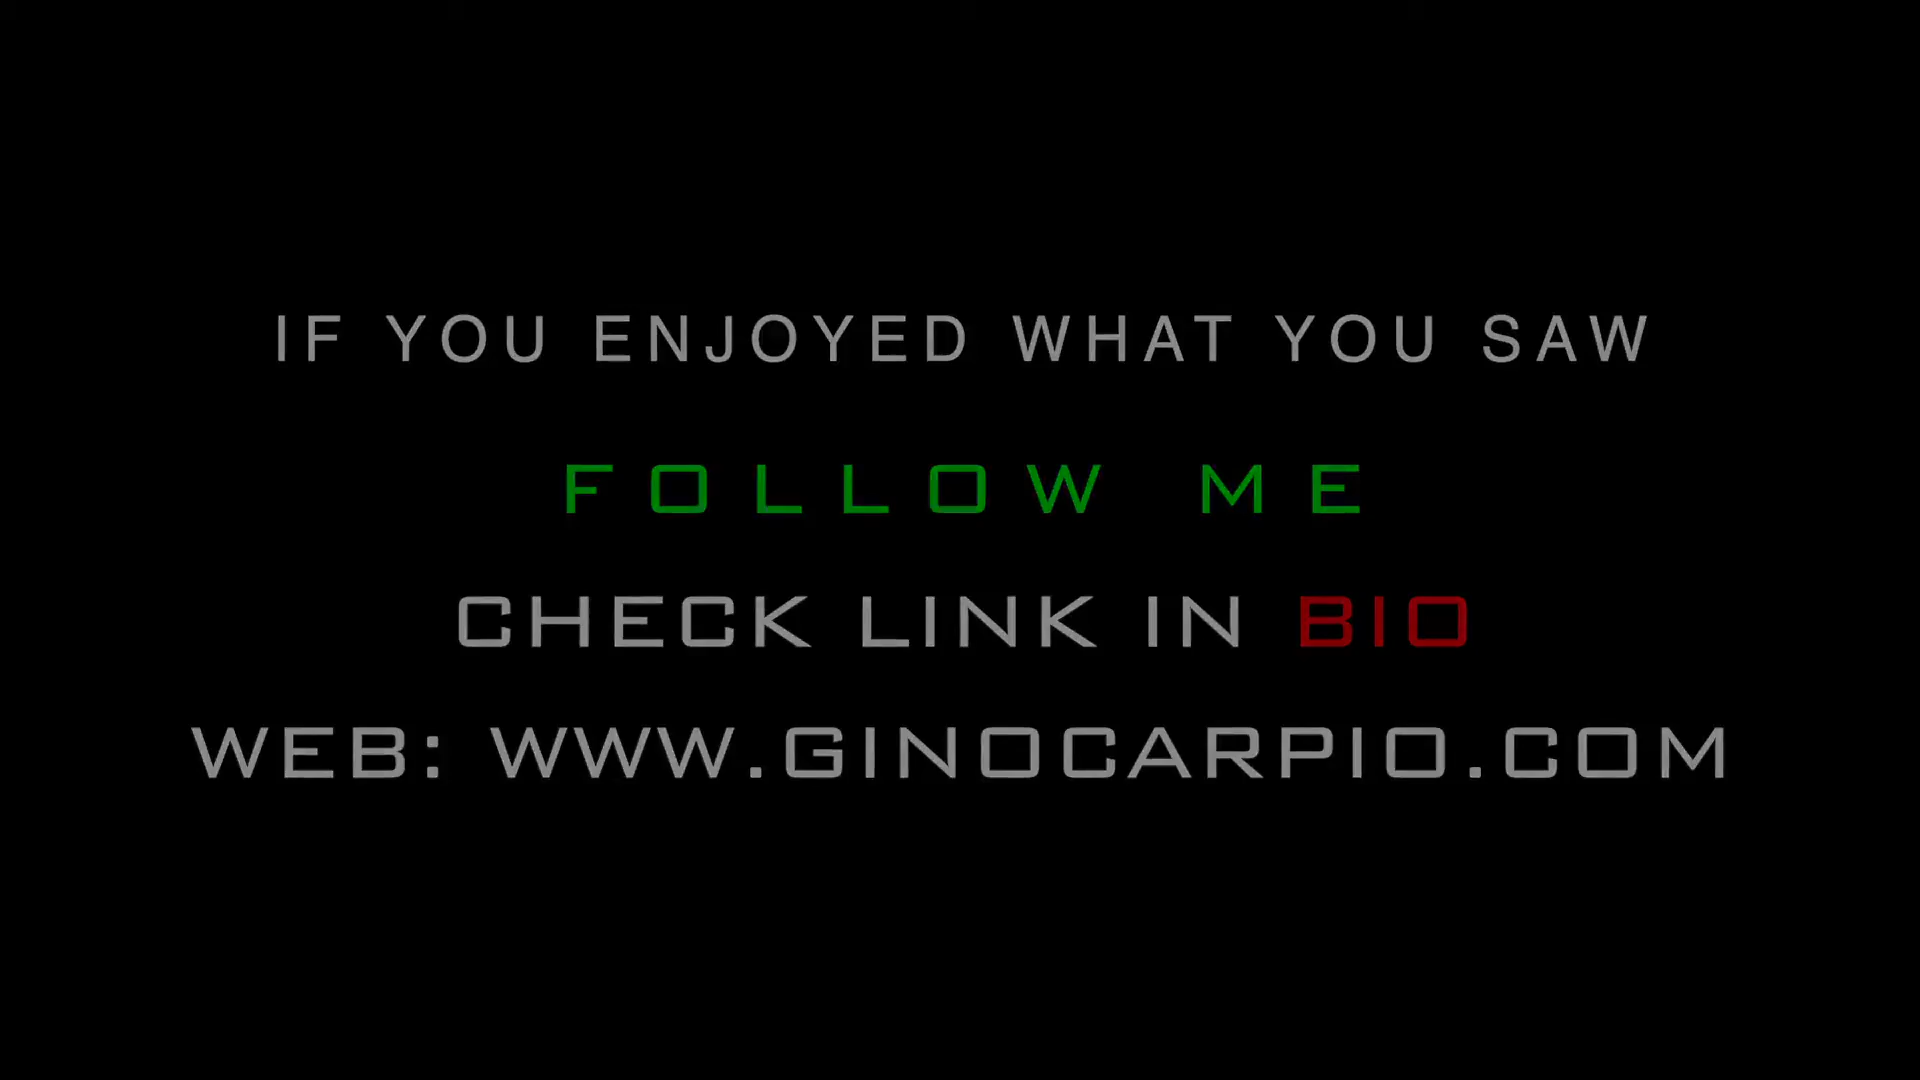 IF YOU ENJOYED WHAT YOU SAW
FOLLOW ME
CHECK LINK IN BIO
WEB: WWW.GINOCARPIO.COM